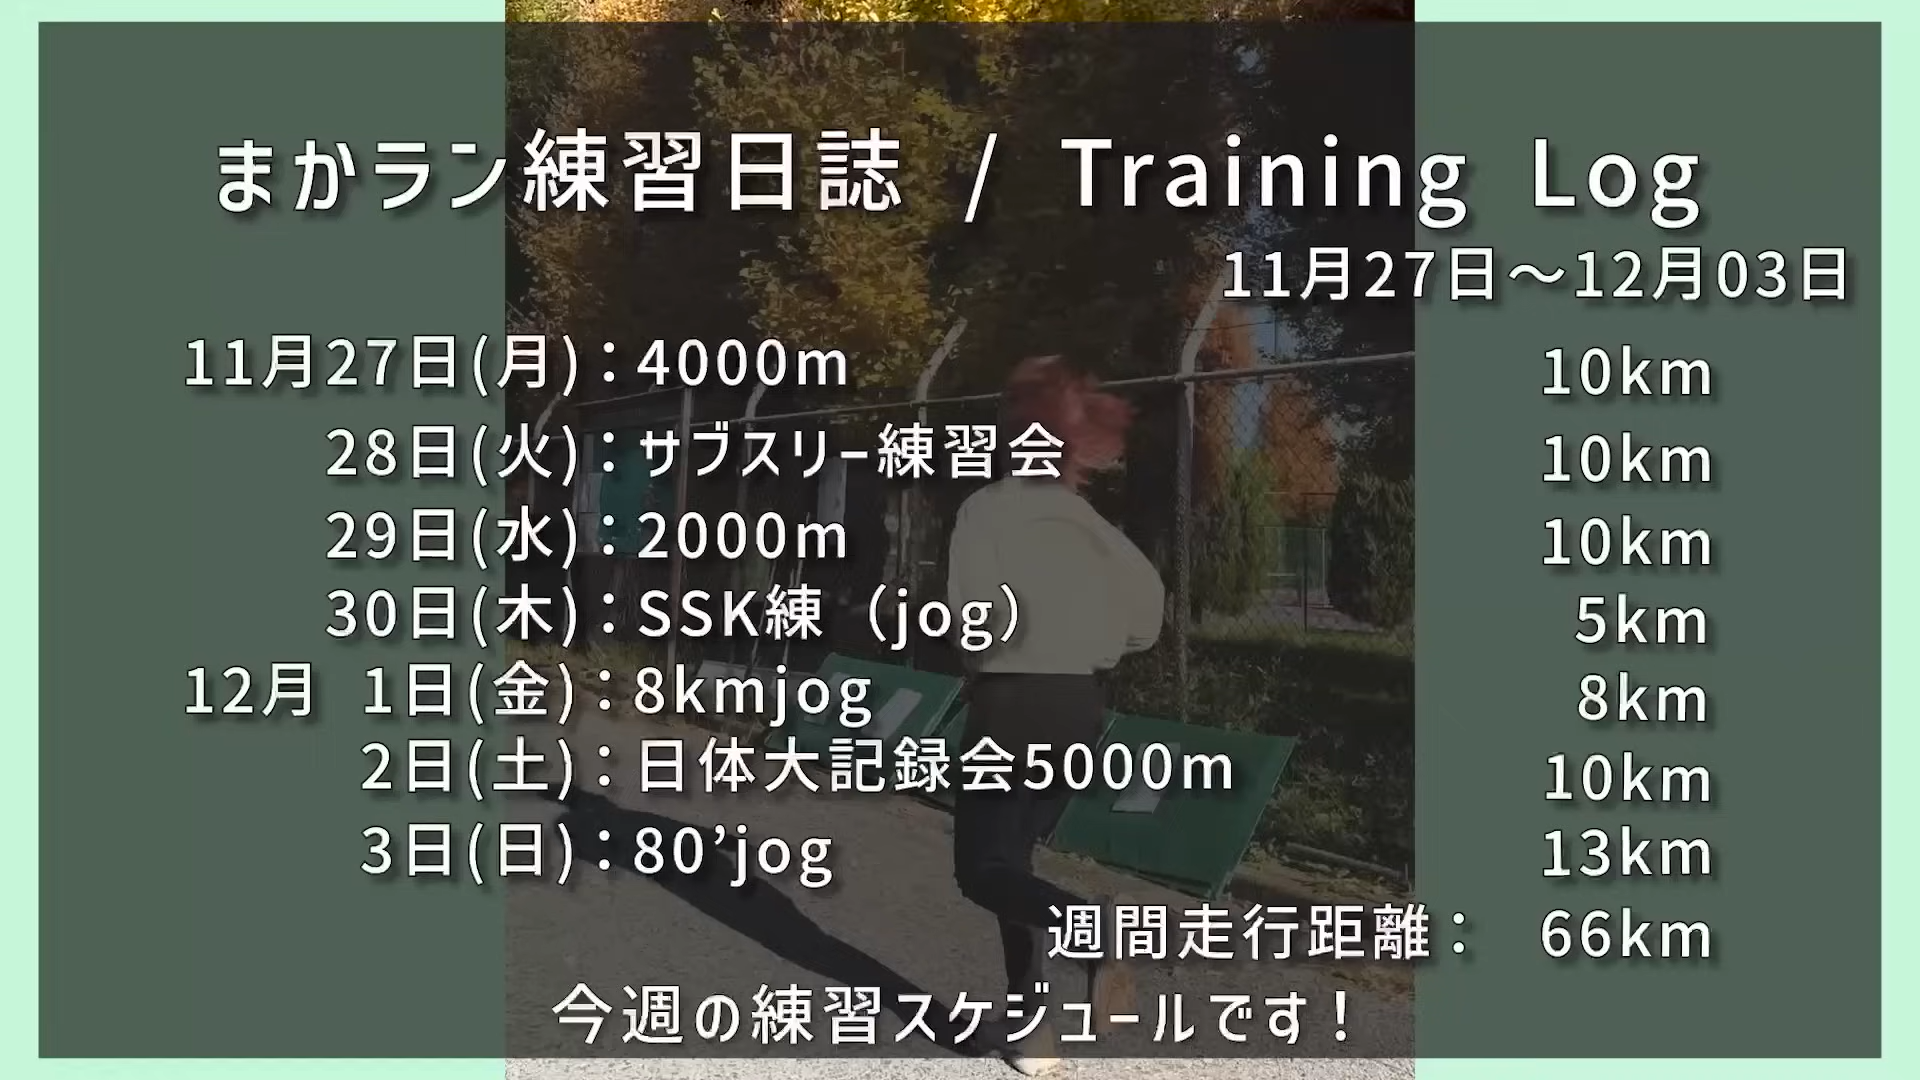 まかラン練習日誌 / Training Log
11月27日～12月03日
11月27日(月)：4000m 10km
28日(火)：サブスリー練習会 10km
29日(水)：2000m 10km
30日(木)：SSK練（jog） 5km
12月 1日(金)：8kmjog 8km
2日(土)：日体大記録会5000m 10km
3日(日)：80’jog 13km
週間走行距離： 66km
今週の練習スケジュールです！